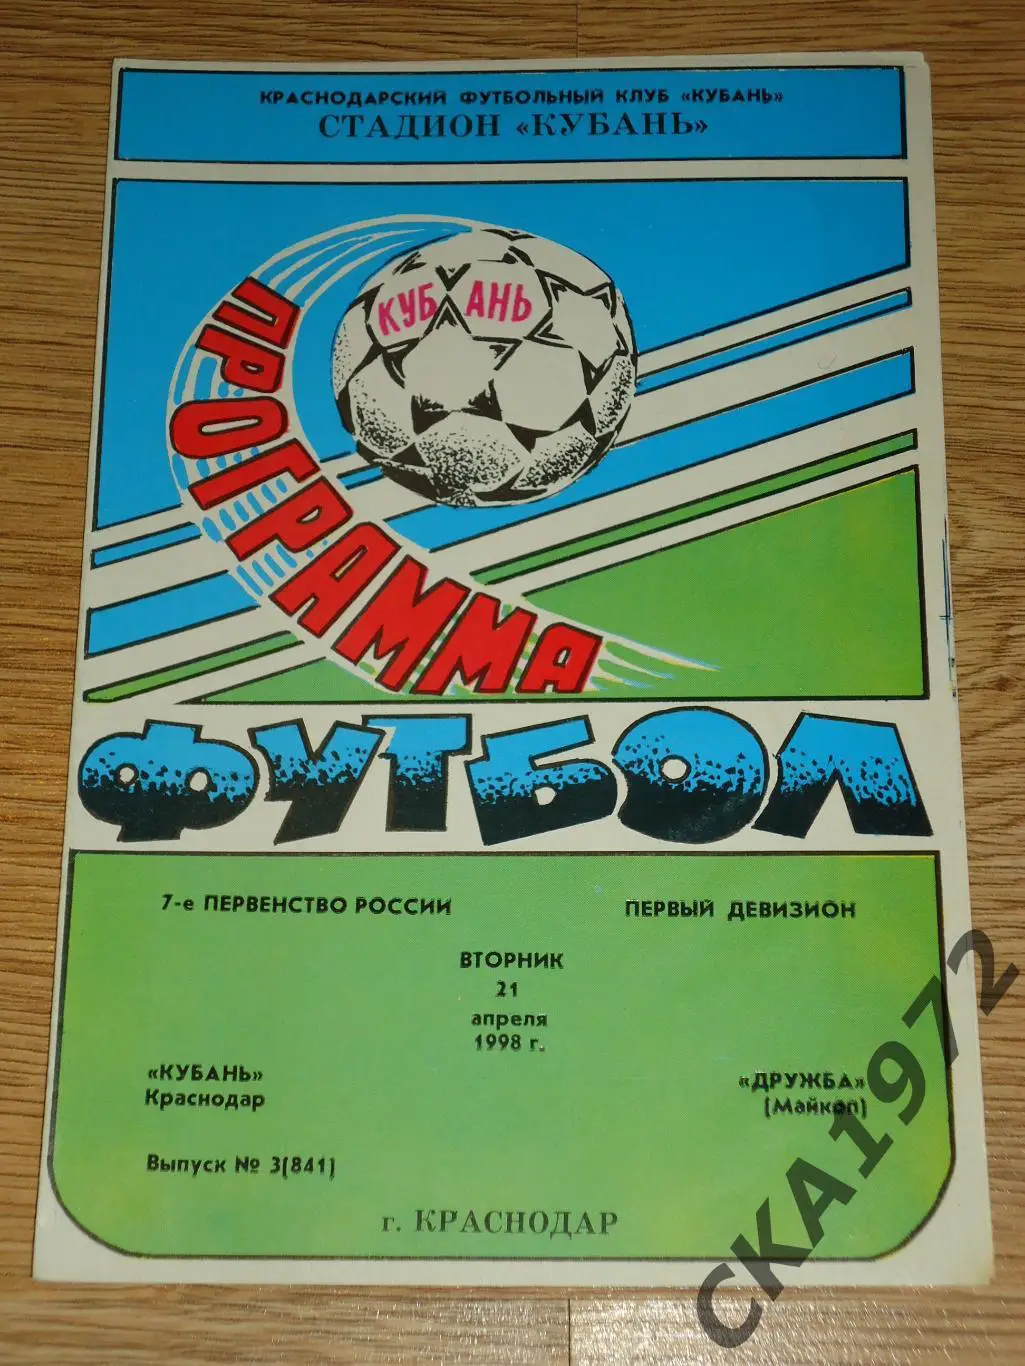 КРАСНОДАРСКИЙ ФУТБОЛЬНЫЙ КЛУБ «КУБАНЬ»
СТАДИОН «КУБАНЬ»
КУБАНЬ
ПРОГРАММА
ФУТБОЛ
7-е ПЕРВЕНСТВО РОССИИ ПЕРВЫЙ ДЕВИЗИОН
ВТОРНИК
21
апреля
1998 г.
«КУБАНЬ» «ДРУЖБА»
Краснодар (Майкоп)
Выпуск № 3(841)
г. КРАСНОДАР
СКА1972